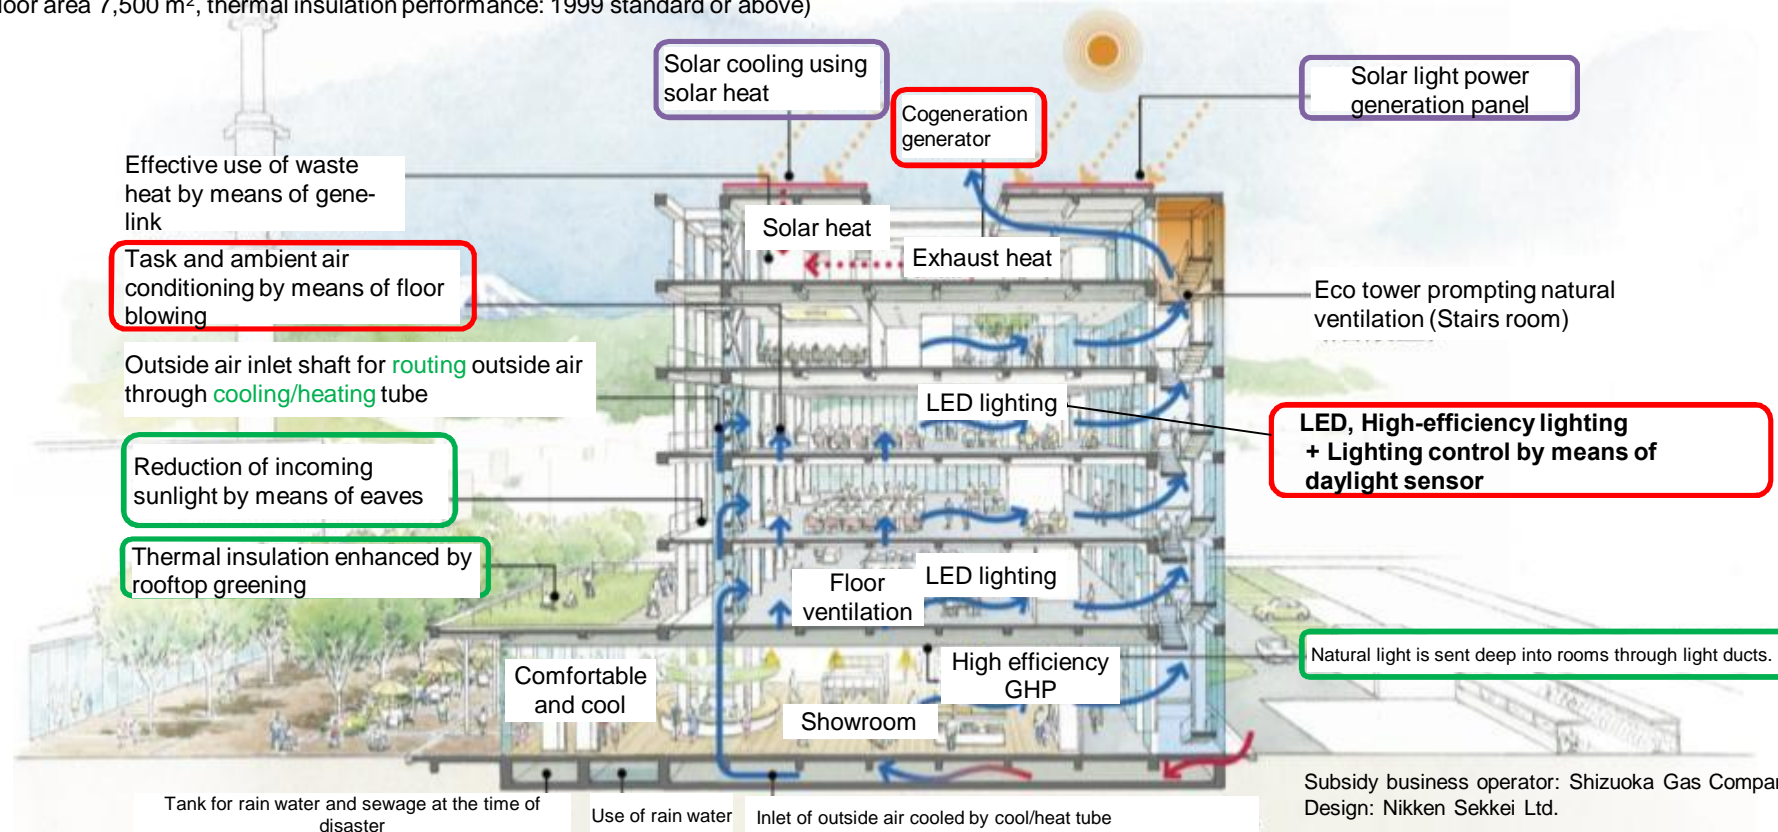 loor area 7,500 m², thermal insulation performance: 1999 standard or above)
Solar cooling using
solar heat
Cogeneration
generator
Solar light power
generation panel
Effective use of waste
heat by means of gene-
link
Solar heat
Exhaust heat
Task and ambient air
conditioning by means of floor
blowing
Eco tower prompting natural
ventilation (Stairs room)
Outside air inlet shaft for routing outside air
through cooling/heating tube
LED lighting
LED, High-efficiency lighting
+ Lighting control by means of
daylight sensor
Reduction of incoming
sunlight by means of eaves
Thermal insulation enhanced by
rooftop greening
Floor
ventilation
LED lighting
Natural light is sent deep into rooms through light ducts.
High efficiency
GHP
Comfortable
and cool
Showroom
Subsidy business operator: Shizuoka Gas Compan
Design: Nikken Sekkei Ltd.
Tank for rain water and sewage at the time of
disaster
Use of rain water
Inlet of outside air cooled by cool/heat tube